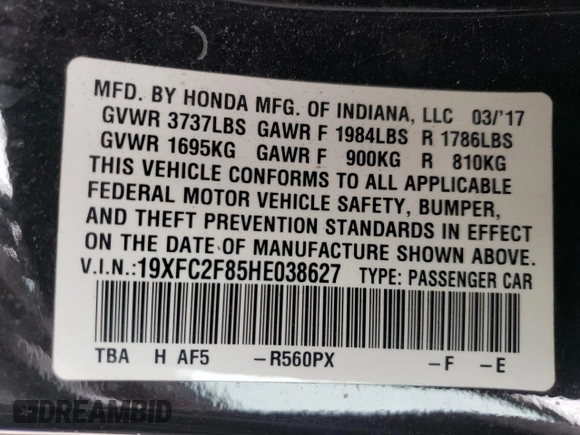 MFD. BY HONDA MFG. OF INDIANA, LLC 03/'17
GVWR 3737LBS GAWR F 1984LBS R 1786LBS
GVWR 1695KG GAWR F 900KG R 810KG
THIS VEHICLE CONFORMS TO ALL APPLICABLE
FEDERAL MOTOR VEHICLE SAFETY, BUMPER,
AND THEFT PREVENTION STANDARDS IN EFFECT
ON THE DATE OF MANUFACTURE SHOWN ABOVE.
V.I.N.:19XFC2F85HE038627 TYPE: PASSENGER CAR
TBA H AF5 –R560PX –F –E
DREAMBID